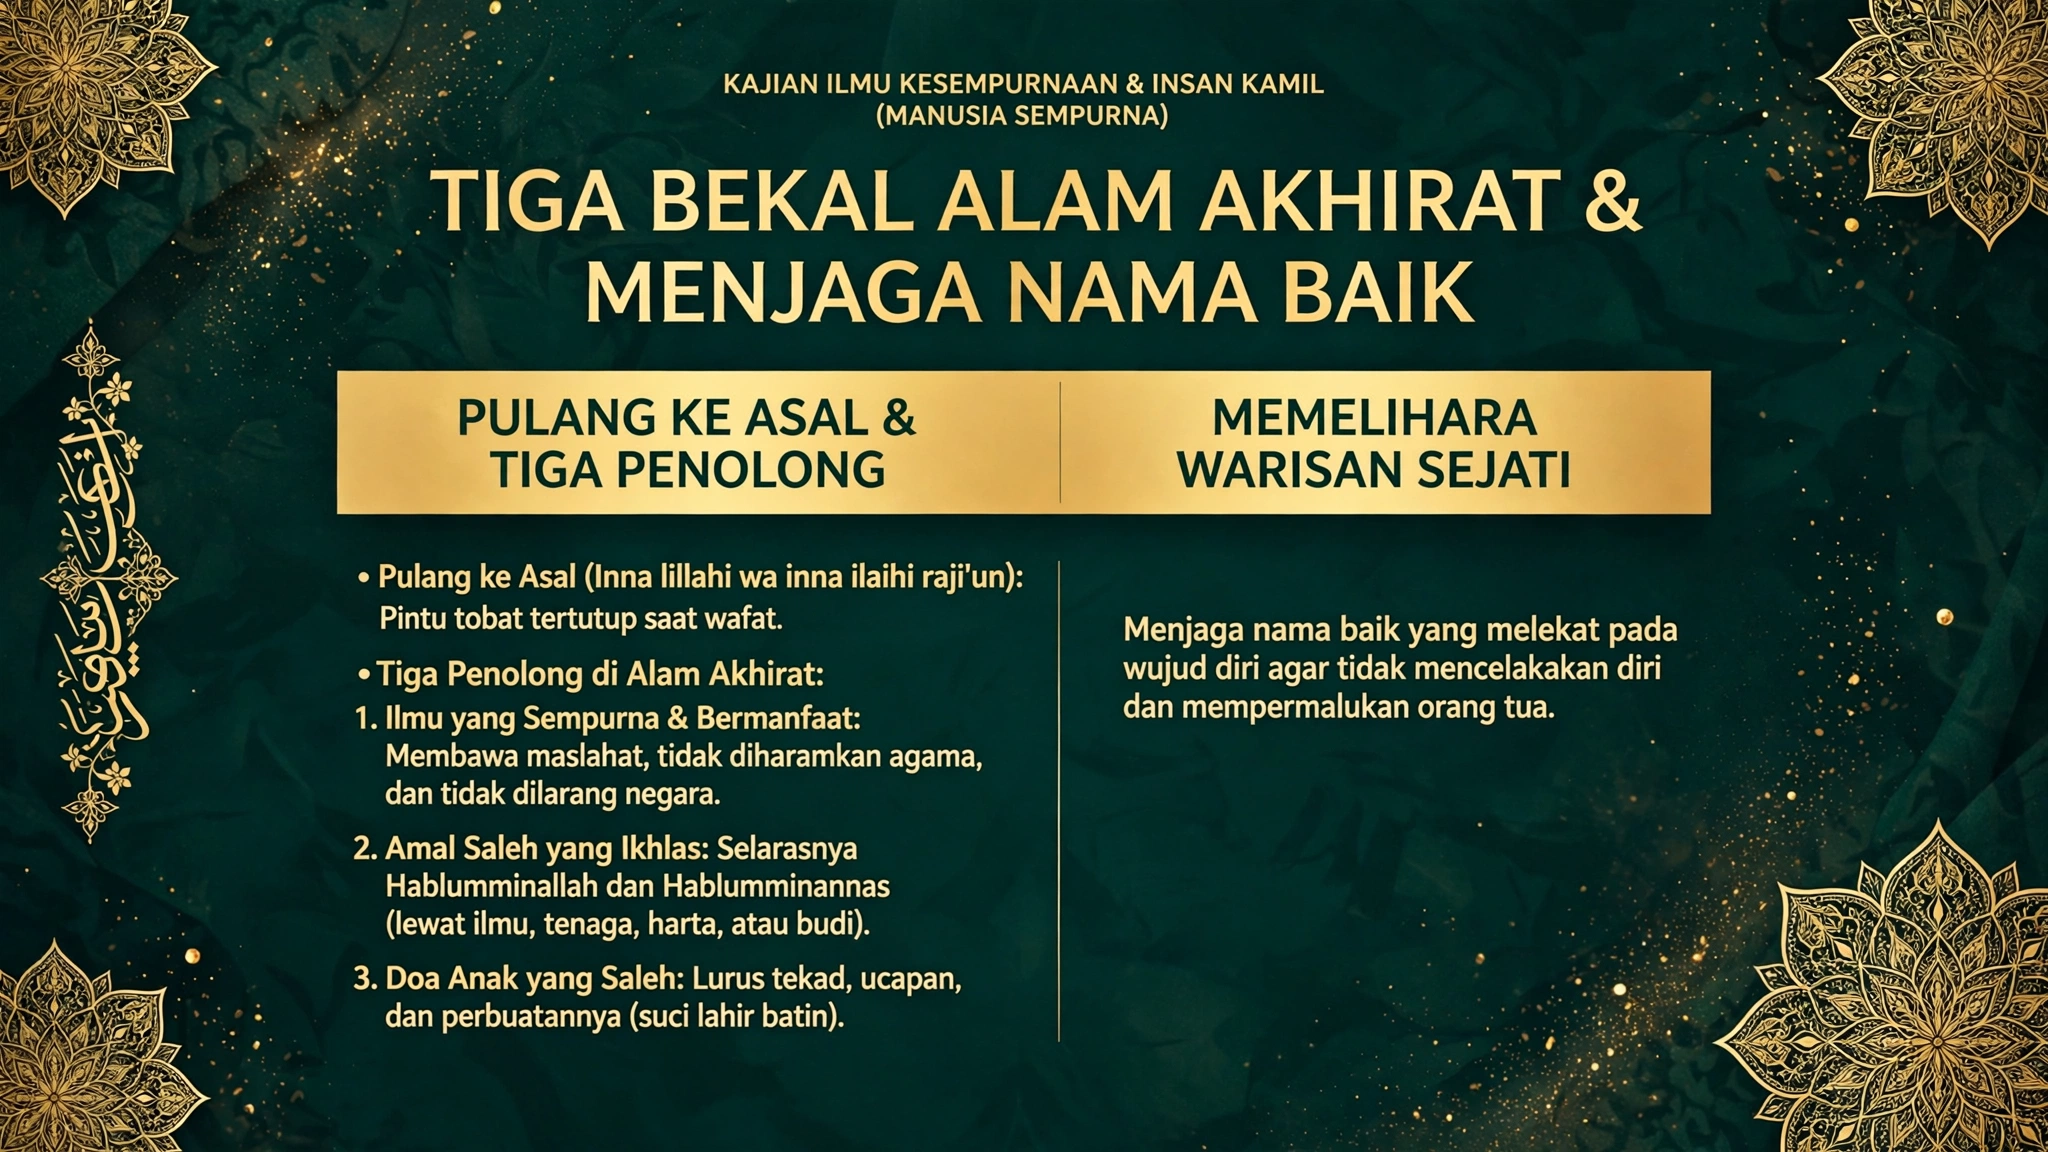 KAJIAN ILMU KESEMPURNAAN & INSAN KAMIL
(MANUSIA SEMPURNA)
TIGA BEKAL ALAM AKHIRAT &
MENJAGA NAMA BAIK
PULANG KE ASAL &
TIGA PENOLONG
• Pulang ke Asal (Inna lillahi wa inna ilaihi raji'un):
Pintu tobat tertutup saat wafat.
• Tiga Penolong di Alam Akhirat:
1. Ilmu yang Sempurna & Bermanfaat:
Membawa maslahat, tidak diharamkan agama,
dan tidak dilarang negara.
2. Amal Saleh yang Ikhlas: Selarasnya
Hablumminallah dan Hablumminannas
(lewat ilmu, tenaga, harta, atau budi).
3. Doa Anak yang Saleh: Lurus tekad, ucapan,
dan perbuatannya (suci lahir batin).
MEMELIHARA
WARISAN SEJATI
Menjaga nama baik yang melekat pada
wujud diri agar tidak mencelakakan diri
dan mempermalukan orang tua.